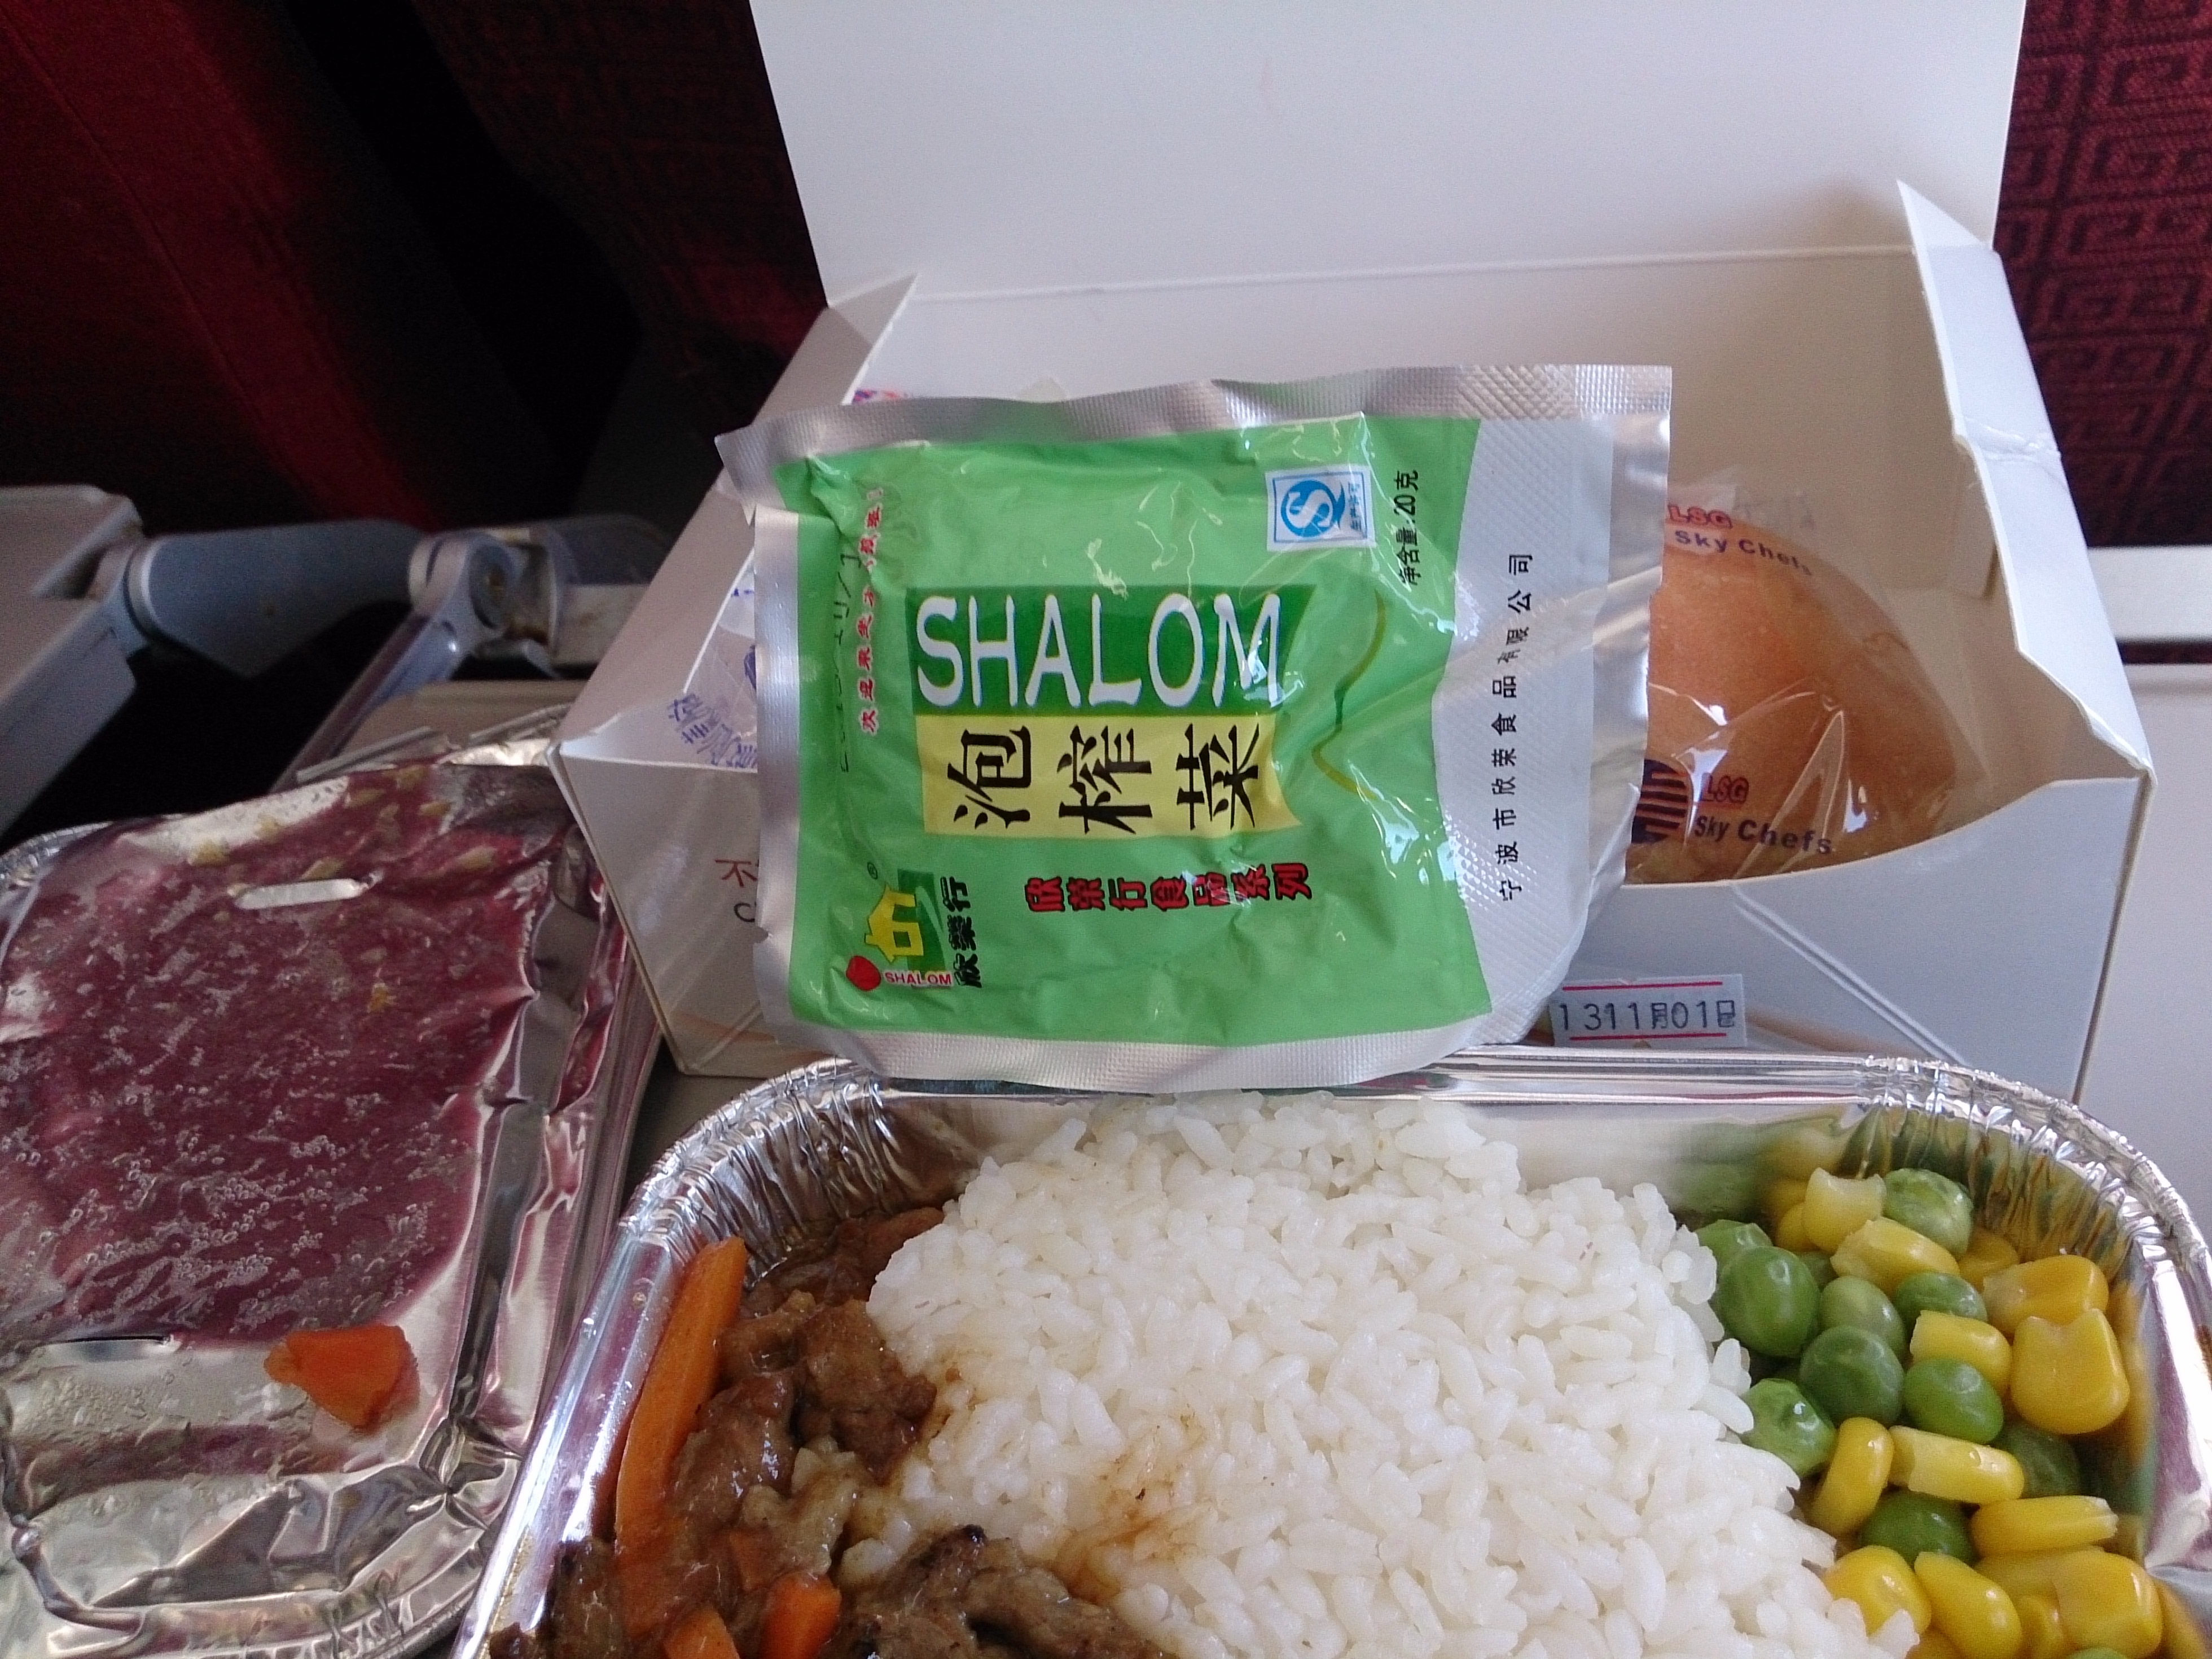 SHALOM
泡榨菜
欣荣行食品系列
净含量:20克
宁波市欣荣食品有限公司
SHALOM
欣荣行
®
LSG
Sky Chefs
LSG
Sky Chefs
1311月01日